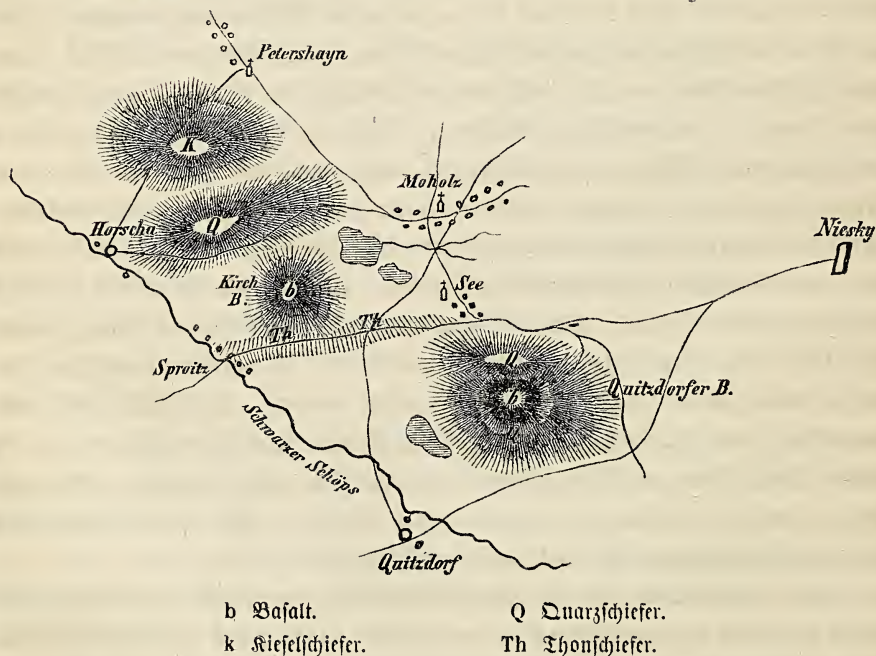 Petershayn
K
Moholz
Horscha
Q
Niesky
Kirch
B
b
See
Th
Th
Sproitz
Q
b
Quitzdorfer B.
Schwarzer Schöps
Quitzdorf
b Basalt. Q Quarzschiefer.
k Kieselschiefer. Th Thonschiefer.